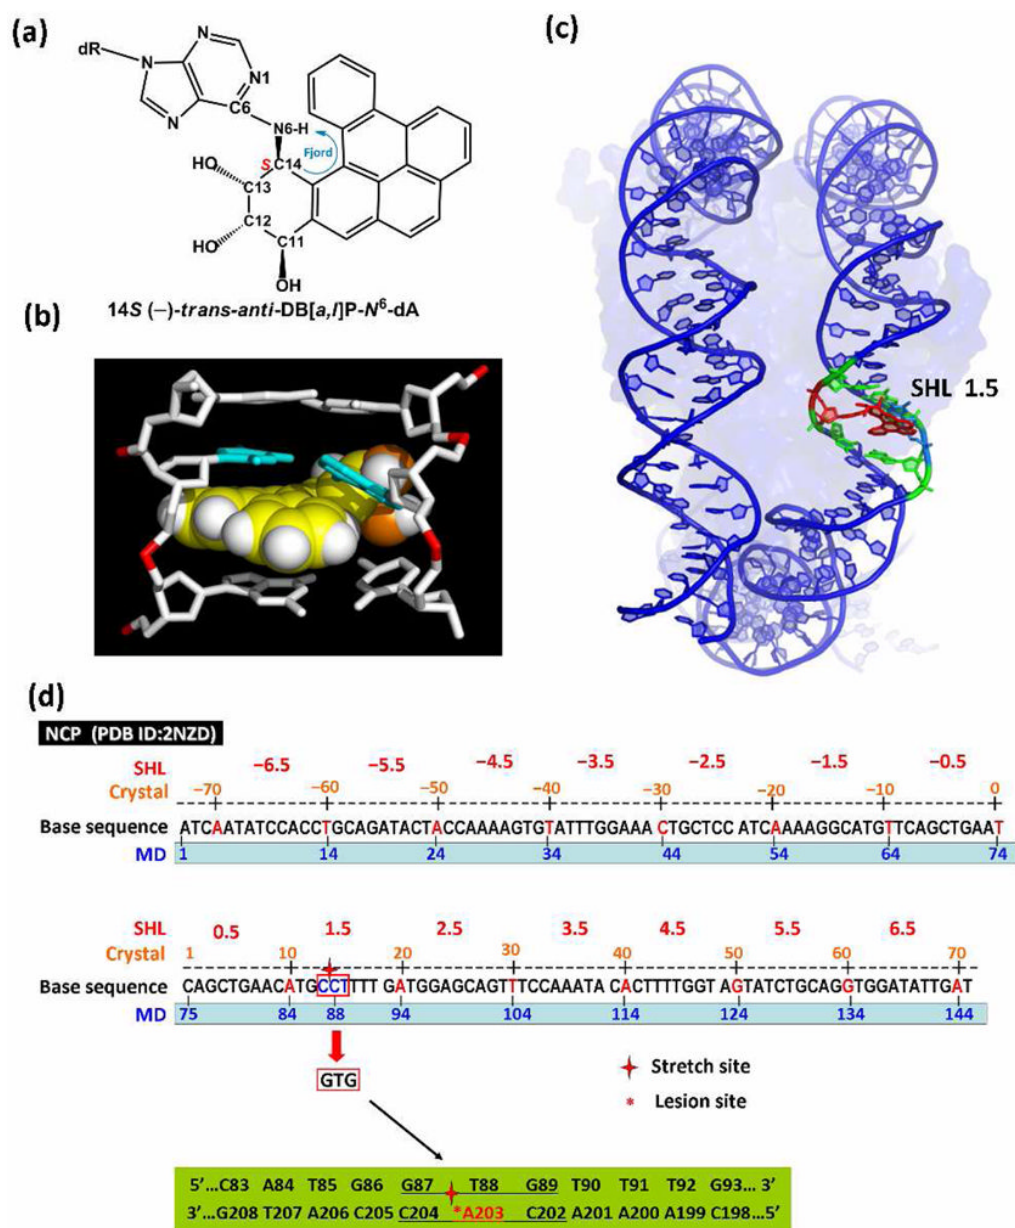 (a)
dR
N
N
N
N1
N
C6
N6-H
Fjord
S
C14
HO
C13
C12
HO
C11
OH
14S (−)-trans-anti-DB[a,l]P-N⁶-dA
(b)
(c)
SHL 1.5
(d)
NCP (PDB ID:2NZD)
SHL −6.5 −5.5 −4.5 −3.5 −2.5 −1.5 −0.5
Crystal −70 −60 −50 −40 −30 −20 −10 0
Base sequence ATCAATATCCACCTGCAGATACTACCAAAAGTGTATTTGGAAA CTGCTCC ATCAAAAGGCATGTTCAGCTGAAT
MD 1 14 24 34 44 54 64 74
SHL 0.5 1.5 2.5 3.5 4.5 5.5 6.5
Crystal 1 10 20 30 40 50 60 70
Base sequence CAGCTGAACATGCCTTTTGATGGAGCAGTTTCCAAATACACTTTTGGTAGTATCTGCAGGTGGATATTGAT
MD 75 84 88 94 104 114 124 134 144
GTG
Stretch site
* Lesion site
5’...C83 A84 T85 G86 G87 T88 G89 T90 T91 T92 G93... 3’
3’...G208 T207 A206 C205 C204 *A203 C202 A201 A200 A199 C198...5’